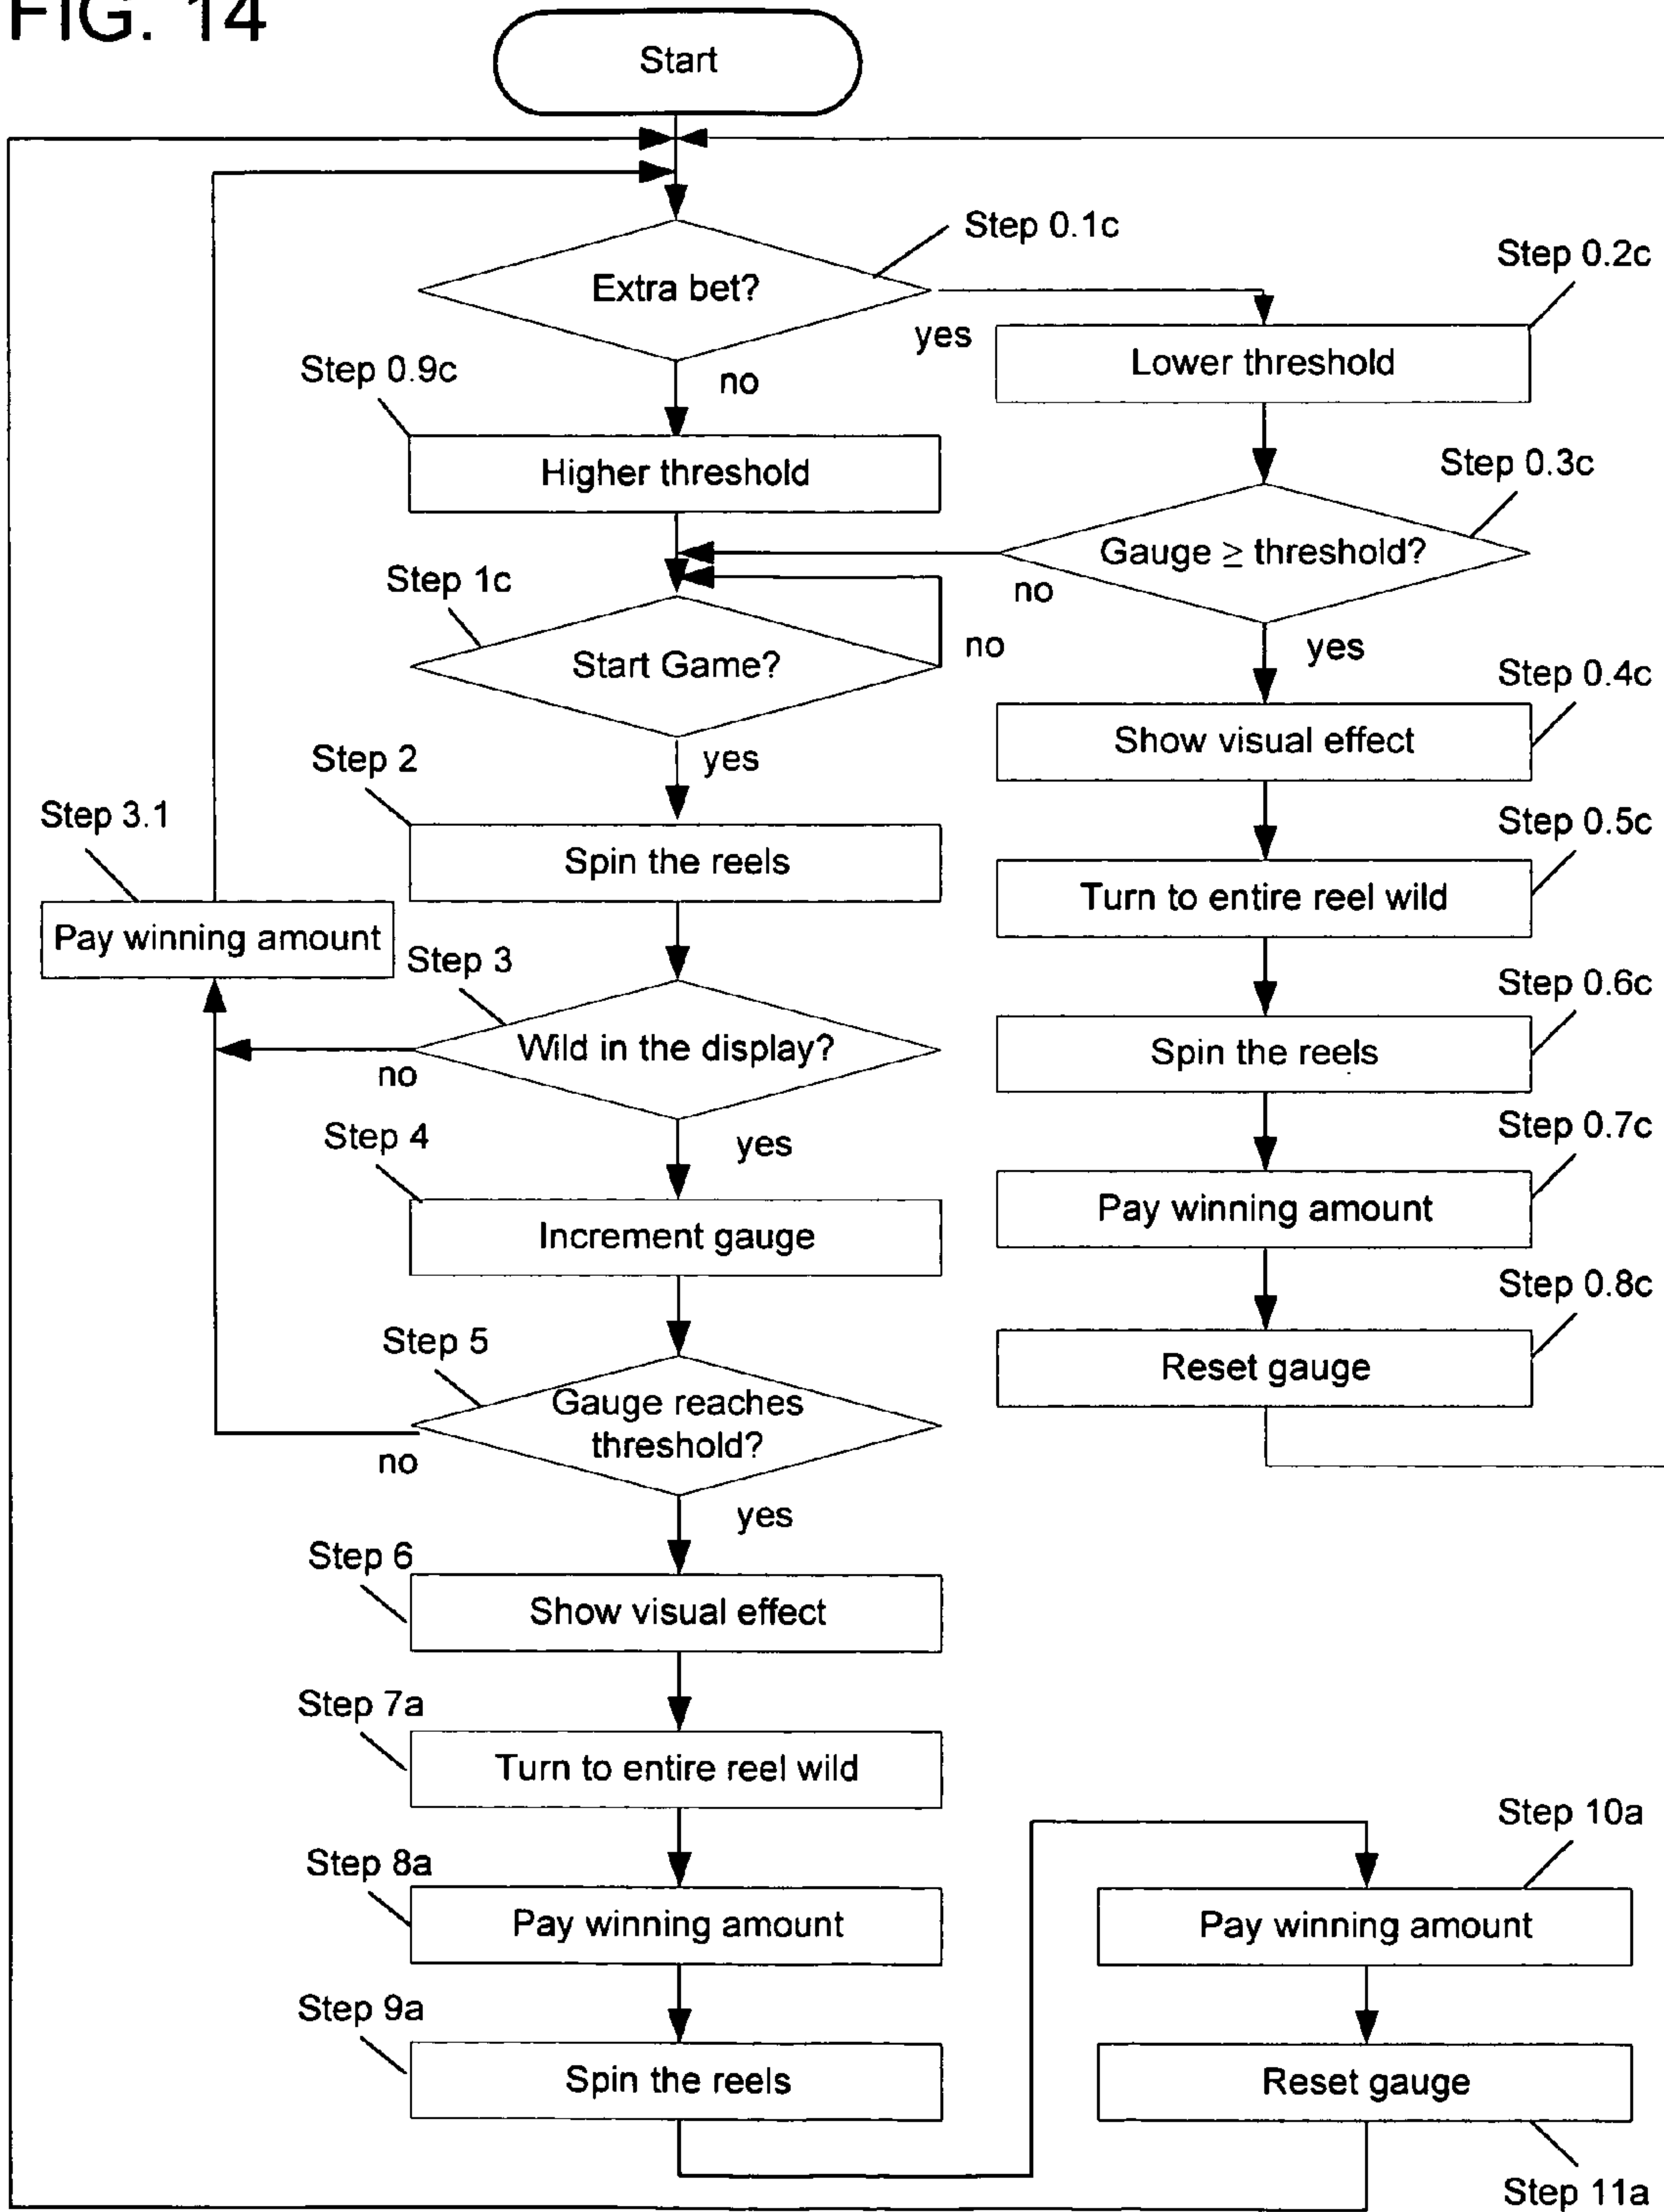 FIG. 14
Start
Step 0.1c
Extra bet?
yes
no
Step 0.2c
Lower threshold
Step 0.9c
Higher threshold
Step 0.3c
Gauge ≥ threshold?
no
yes
Step 1c
Start Game?
no
yes
Step 0.4c
Show visual effect
Step 2
Spin the reels
Step 0.5c
Turn to entire reel wild
Step 3.1
Pay winning amount
Step 3
Wild in the display?
no
yes
Step 0.6c
Spin the reels
Step 4
Increment gauge
Step 0.7c
Pay winning amount
Step 5
Gauge reaches
threshold?
no
yes
Step 0.8c
Reset gauge
Step 6
Show visual effect
Step 7a
Turn to entire reel wild
Step 8a
Pay winning amount
Step 9a
Spin the reels
Step 10a
Pay winning amount
Reset gauge
Step 11a